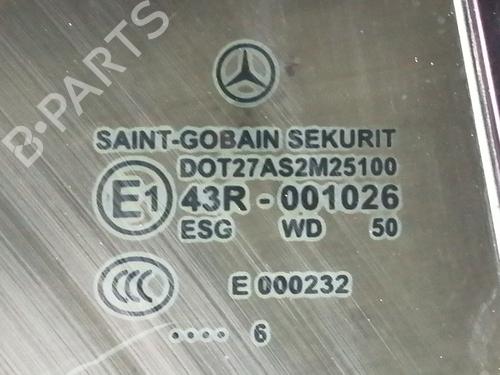 B-PARTS
SAINT-GOBAIN SEKURIT
DOT27AS2M25100
E1 43R - 001026
ESG WD 50
CCC E 000232
.... 6